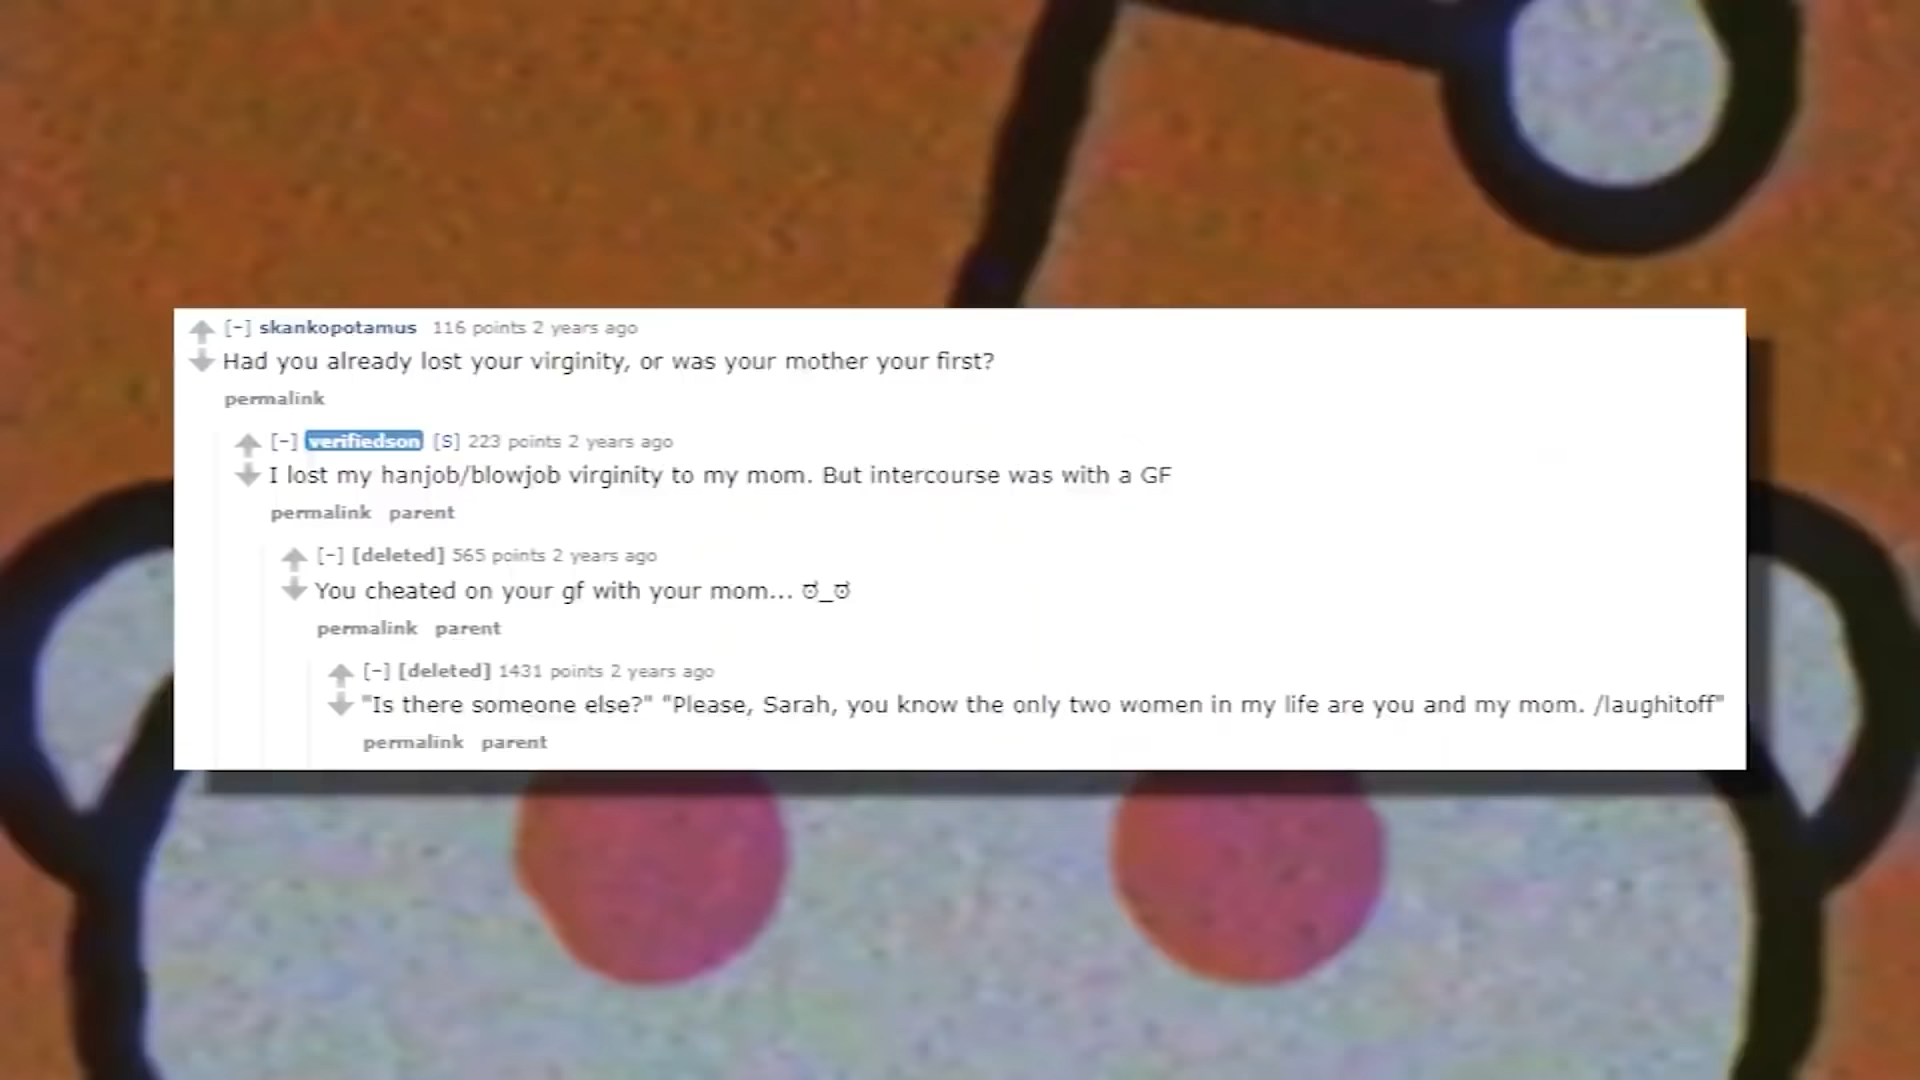 [-] skankopotamus 116 points 2 years ago
Had you already lost your virginity, or was your mother your first?
permalink
[-] verifiedson [S] 223 points 2 years ago
I lost my hanjob/blowjob virginity to my mom. But intercourse was with a GF
permalink parent
[-] [deleted] 565 points 2 years ago
You cheated on your gf with your mom... ಠ_ಠ
permalink parent
[-] [deleted] 1431 points 2 years ago
"Is there someone else?" "Please, Sarah, you know the only two women in my life are you and my mom. /laughitoff"
permalink parent